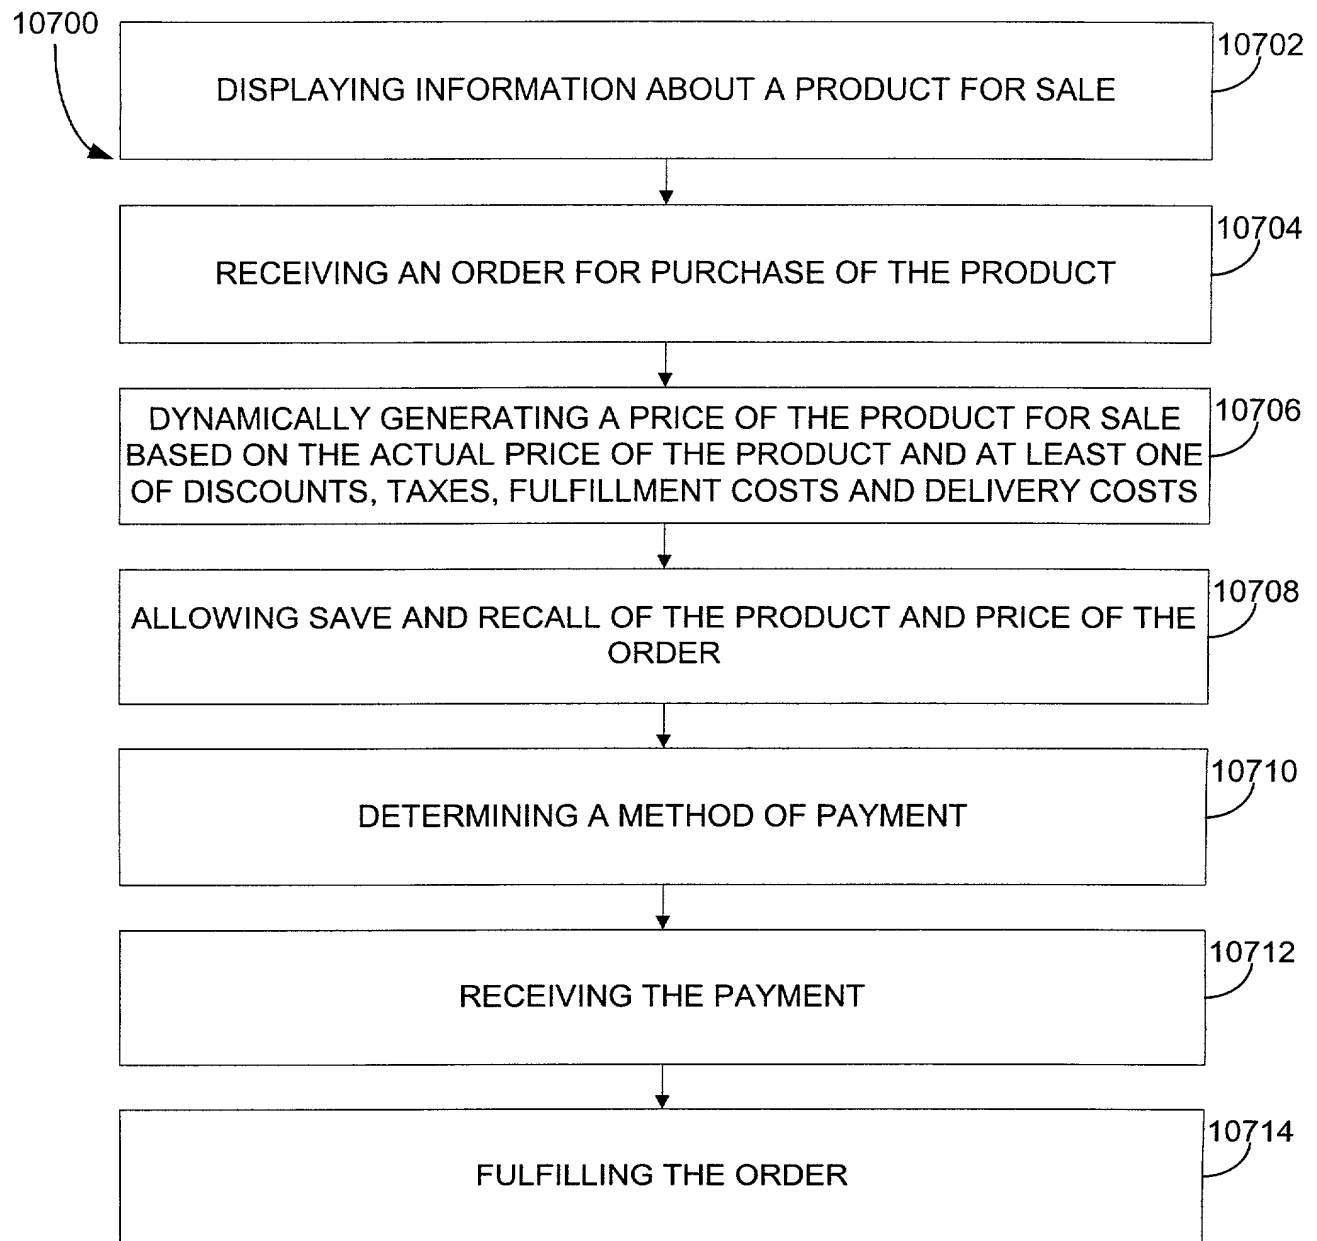 10700
10702
DISPLAYING INFORMATION ABOUT A PRODUCT FOR SALE
10704
RECEIVING AN ORDER FOR PURCHASE OF THE PRODUCT
10706
DYNAMICALLY GENERATING A PRICE OF THE PRODUCT FOR SALE
BASED ON THE ACTUAL PRICE OF THE PRODUCT AND AT LEAST ONE
OF DISCOUNTS, TAXES, FULFILLMENT COSTS AND DELIVERY COSTS
10708
ALLOWING SAVE AND RECALL OF THE PRODUCT AND PRICE OF THE
ORDER
10710
DETERMINING A METHOD OF PAYMENT
10712
RECEIVING THE PAYMENT
10714
FULFILLING THE ORDER